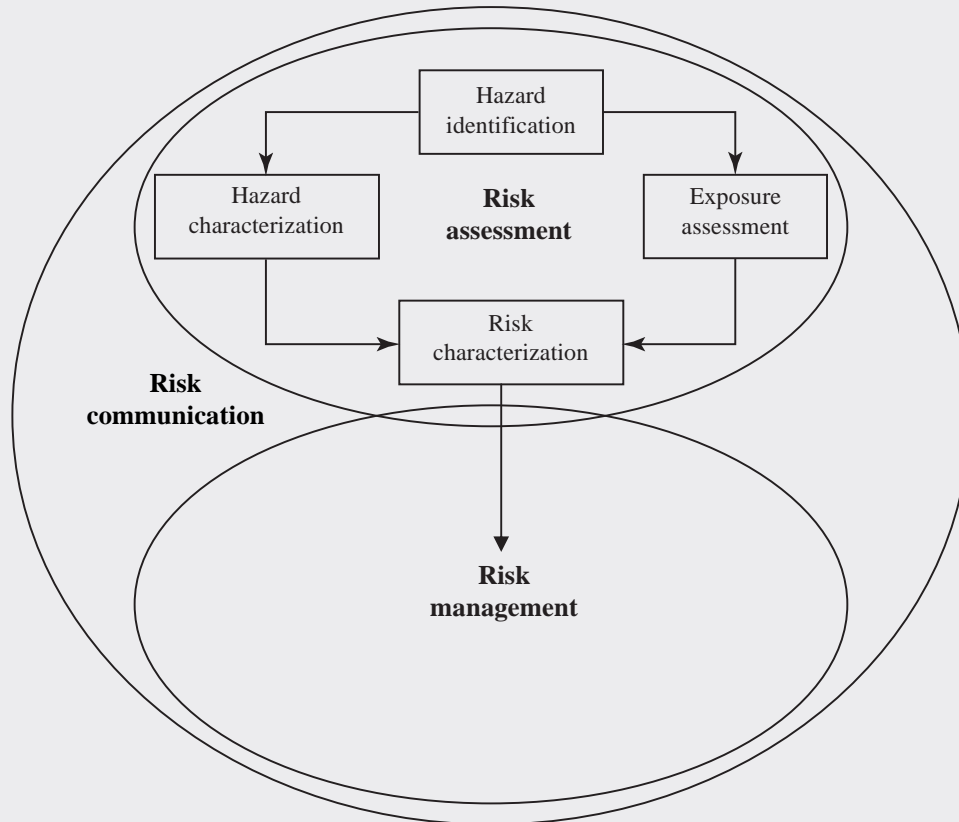 Hazard
identification
Hazard
characterization
Risk
assessment
Exposure
assessment
Risk
characterization
Risk
communication
Risk
management